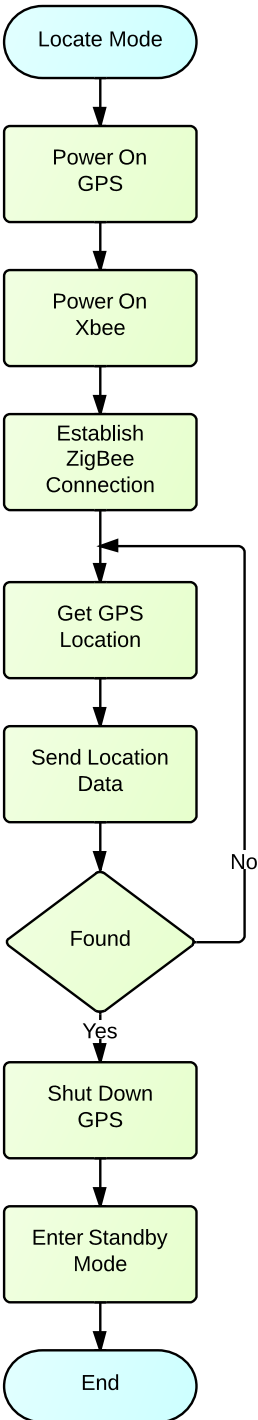 Locate Mode
Power On
GPS
Power On
Xbee
Establish
ZigBee
Connection
Get GPS
Location
Send Location
Data
No
Found
Yes
Shut Down
GPS
Enter Standby
Mode
End